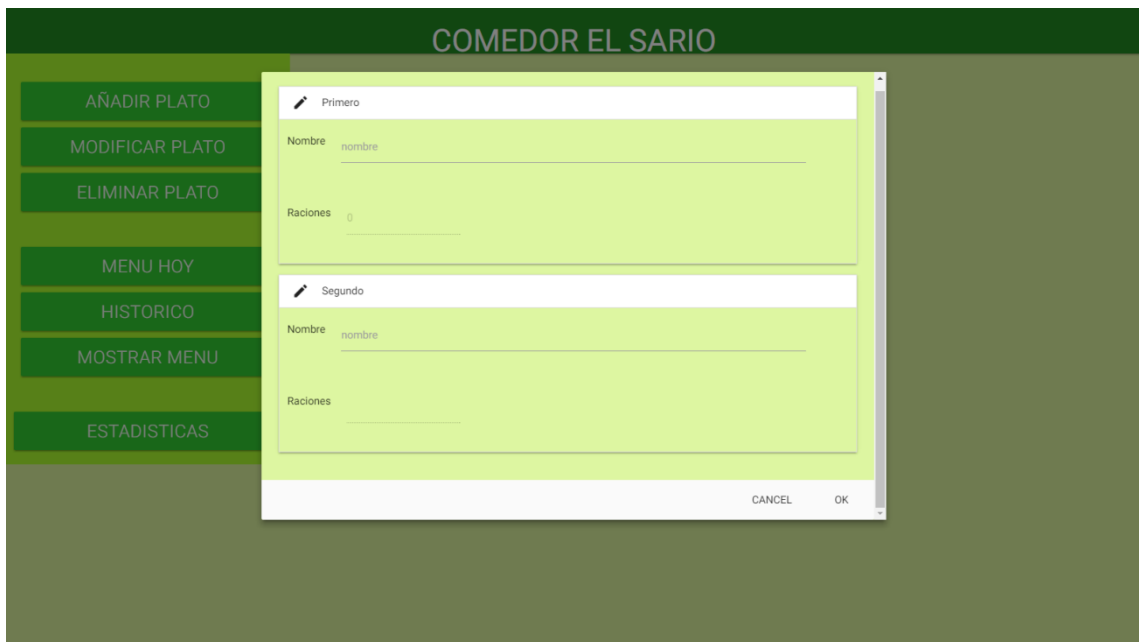 COMEDOR EL SARIO
AÑADIR PLATO
MODIFICAR PLATO
ELIMINAR PLATO
MENU HOY
HISTORICO
MOSTRAR MENU
ESTADISTICAS
Primero
Nombre nombre
Raciones 0
Segundo
Nombre nombre
Raciones
CANCEL OK